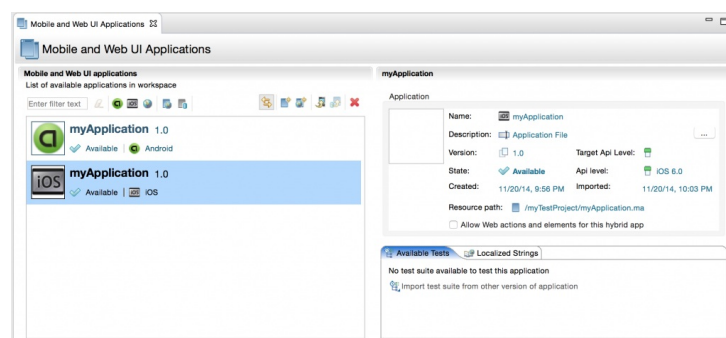 Mobile and Web UI Applications
Mobile and Web UI Applications
Mobile and Web UI applications
List of available applications in workspace
Enter filter text
myApplication 1.0
Available Android
iOS
myApplication 1.0
Available iOS
myApplication
Application
Name: iOS myApplication
Description: Application File ...
Version: 1.0 Target Api Level:
State: Available Api level: iOS 6.0
Created: 11/20/14, 9:56 PM Imported: 11/20/14, 10:03 PM
Resource path: /myTestProject/myApplication.ma
Allow Web actions and elements for this hybrid app
Available Tests Localized Strings
No test suite available to test this application
Import test suite from other version of application